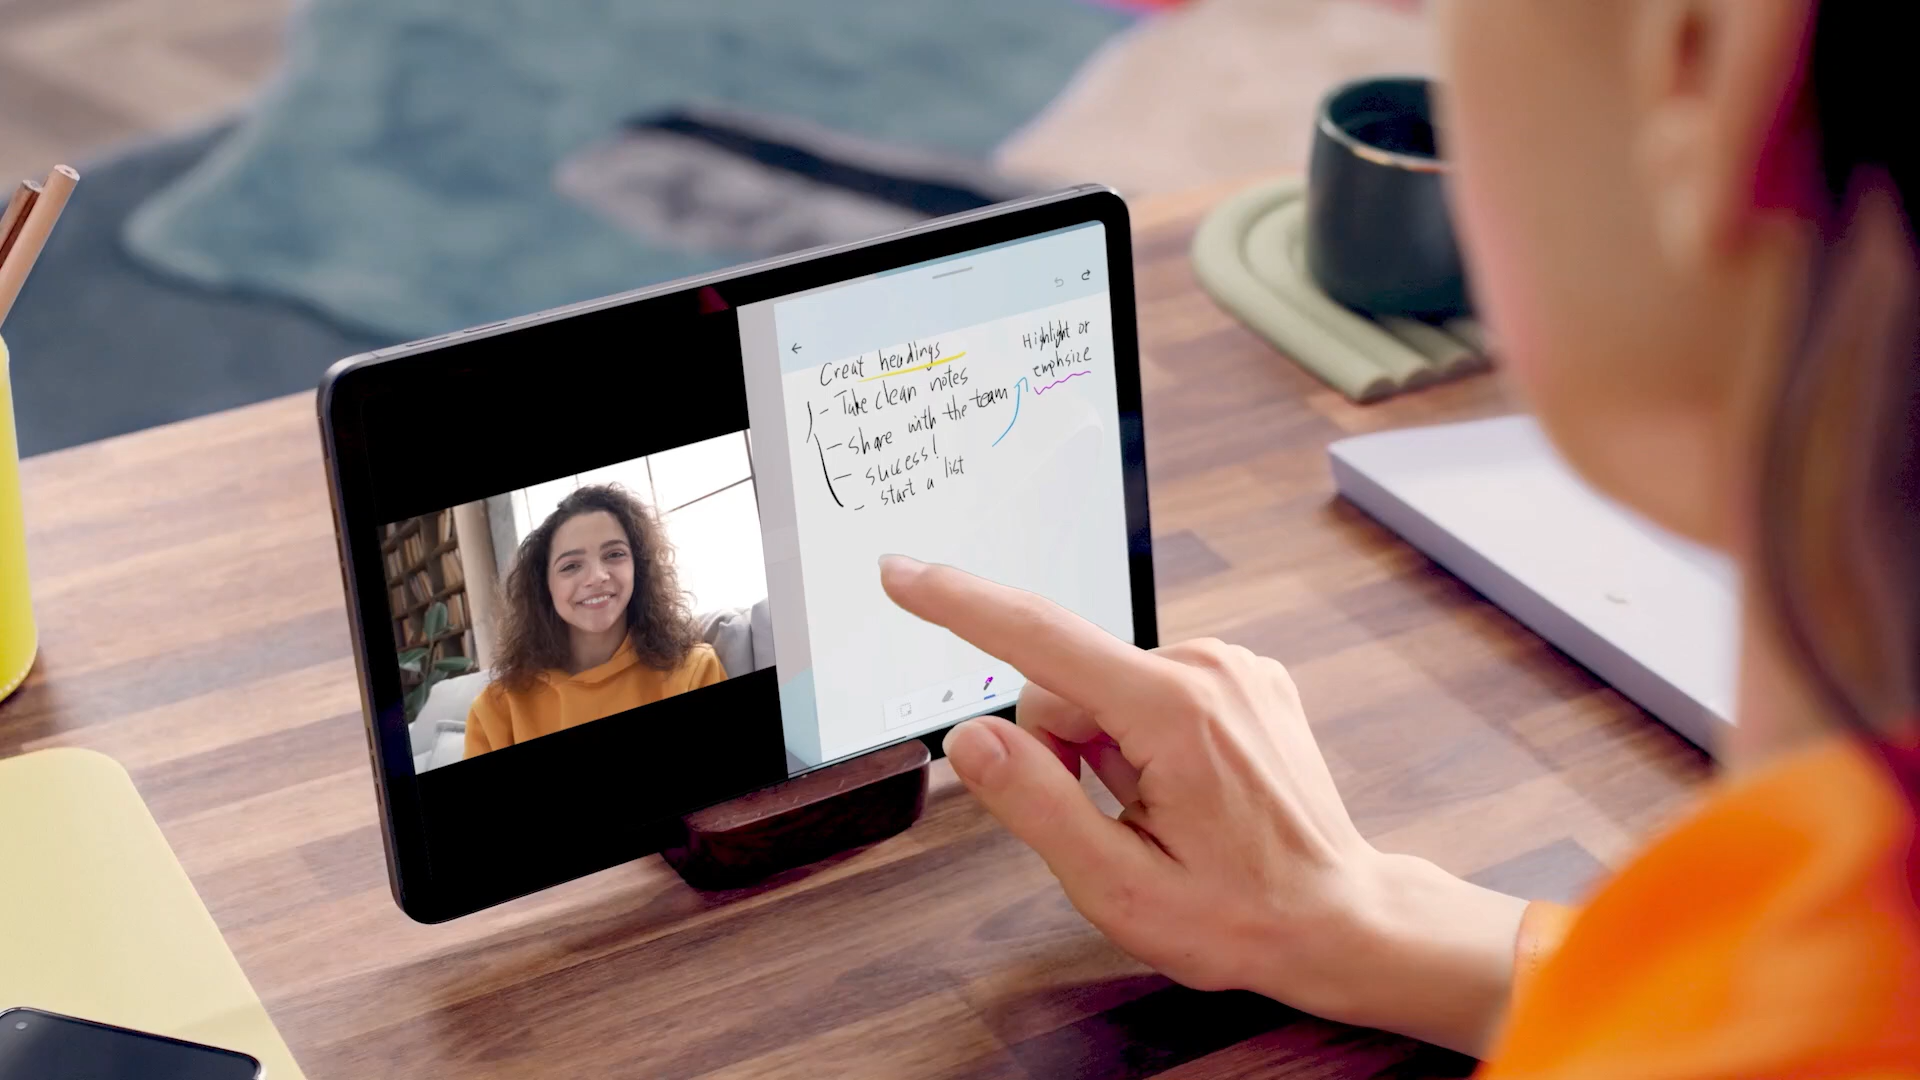 Creat headings
- Take clean notes
- share with the team
- success!
- start a list
Highlight or
emphsize